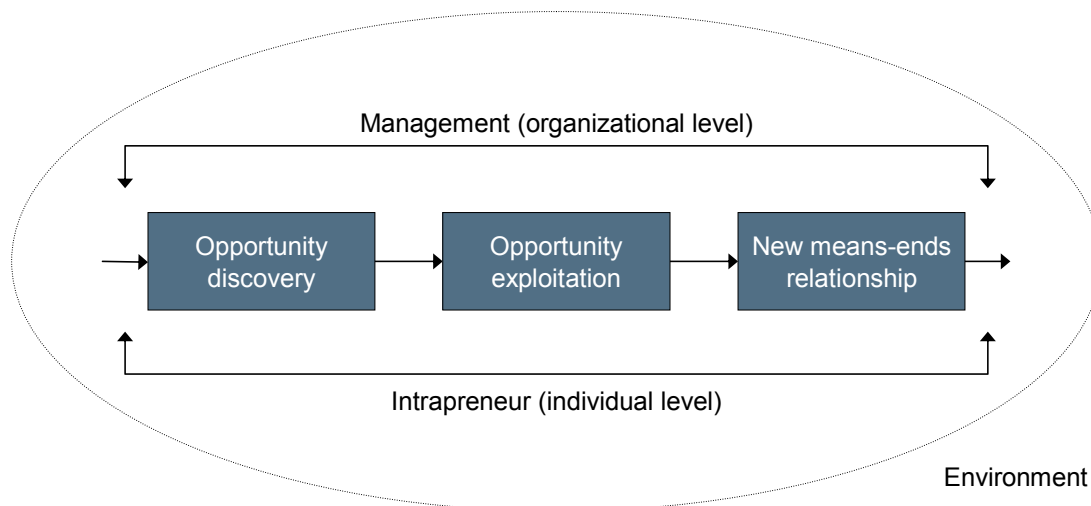 Management (organizational level)
Opportunity
discovery
Opportunity
exploitation
New means-ends
relationship
Intrapreneur (individual level)
Environment